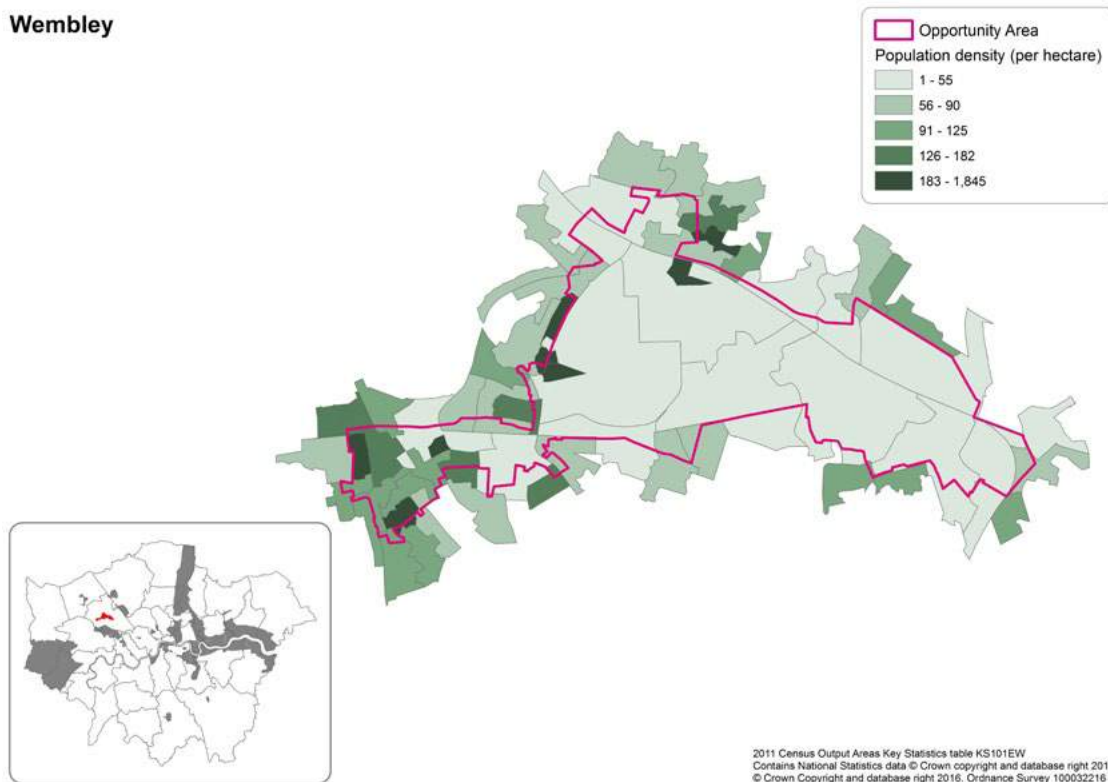 Wembley
Opportunity Area
Population density (per hectare)
1 - 55
56 - 90
91 - 125
126 - 182
183 - 1,845
2011 Census Output Areas Key Statistics table KS101EW
Contains National Statistics data © Crown copyright and database right 201
© Crown Copyright and database right 2016. Ordnance Survey 100032216